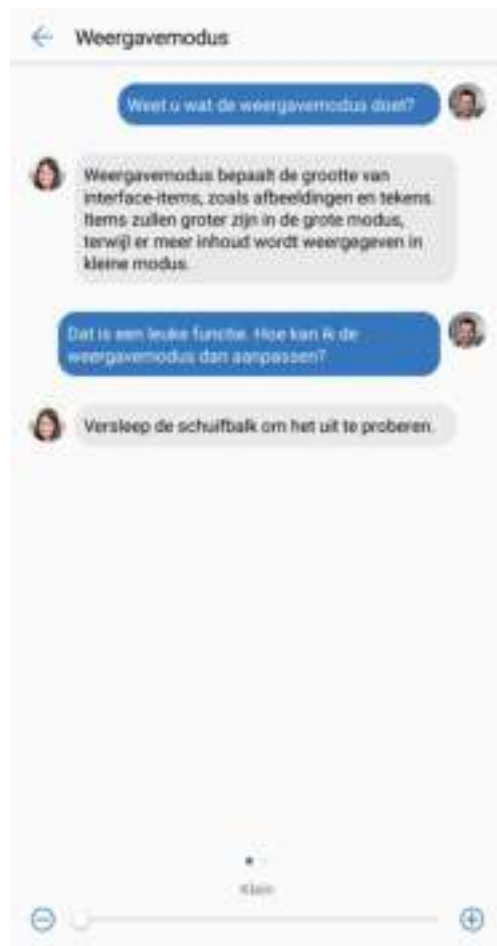 Weergavemodus
Weet u wat de weergavemodus doet?
Weergavemodus bepaalt de grootte van
interface-items, zoals afbeeldingen en tekens.
Items zullen groter zijn in de grote modus,
terwijl er meer inhoud wordt weergegeven in
kleine modus.
Dat is een leuke functie. Hoe kan ik de
weergavemodus dan aanpassen?
Versleep de schuifbalk om het uit te proberen.
Klein